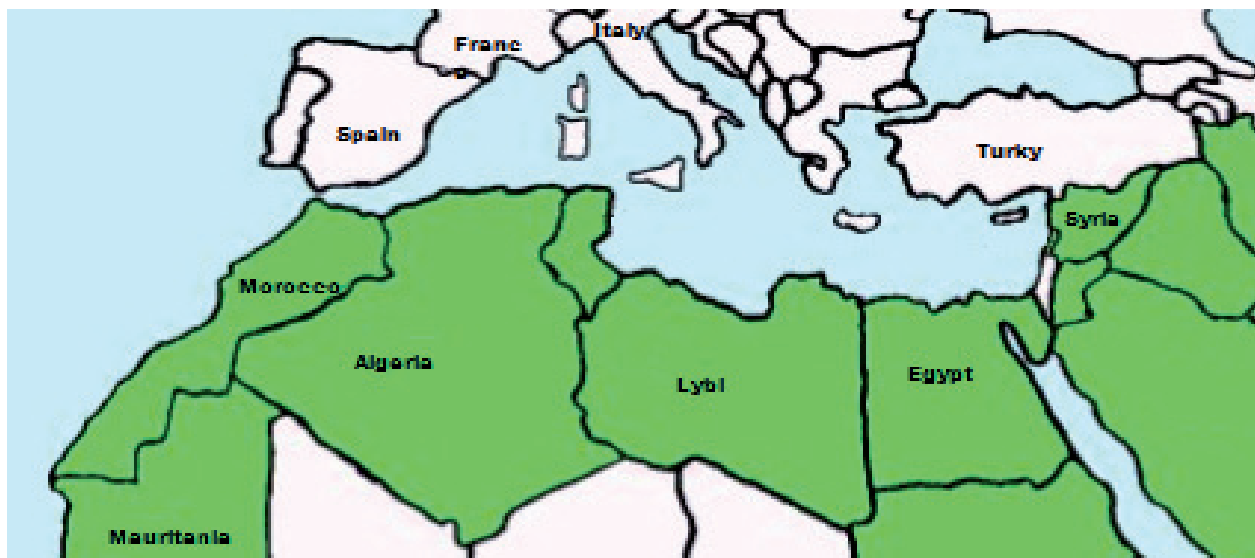 Italy
Franc
e
Spain
Turky
Syria
Morocco
Algeria
Lybi
Egypt
Mauritania